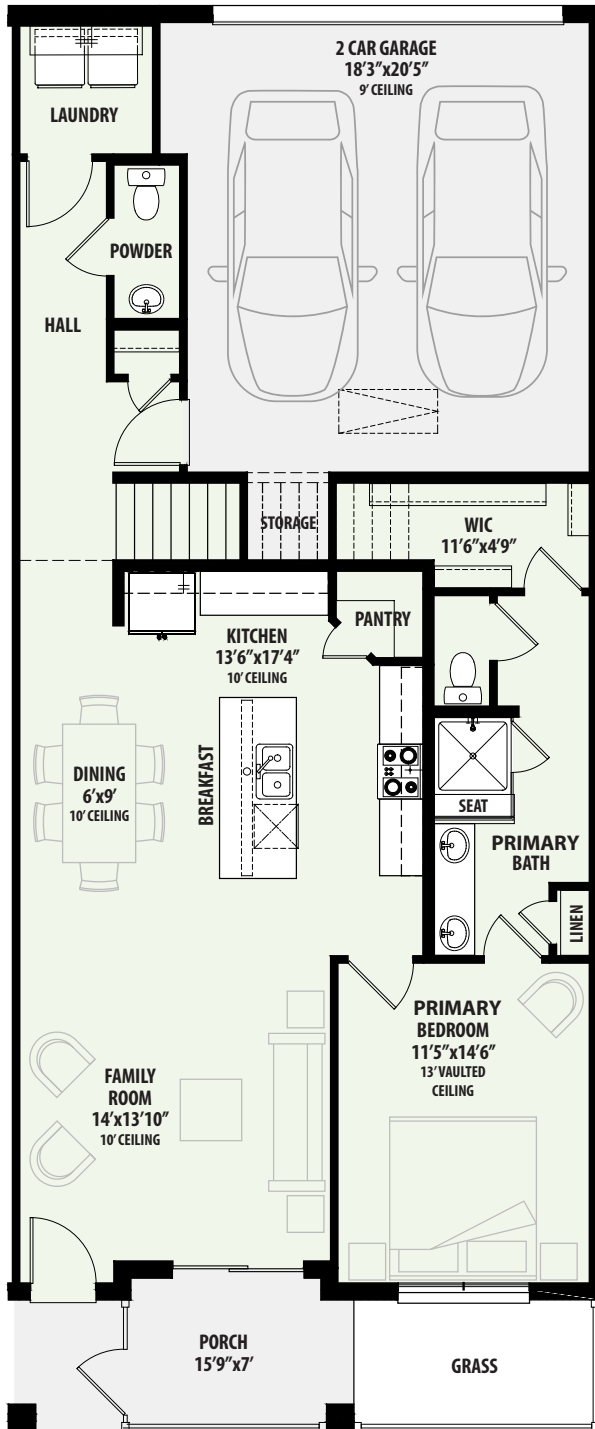 2 CAR GARAGE
18'3"x20'5"
9' CEILING
LAUNDRY
POWDER
HALL
STORAGE
WIC
11'6"x4'9"
KITCHEN
13'6"x17'4"
10' CEILING
PANTRY
BREAKFAST
DINING
6'x9'
10' CEILING
SEAT
PRIMARY
BATH
LINEN
PRIMARY
BEDROOM
11'5"x14'6"
13' VAULTED
CEILING
FAMILY
ROOM
14'x13'10"
10' CEILING
PORCH
15'9"x7'
GRASS